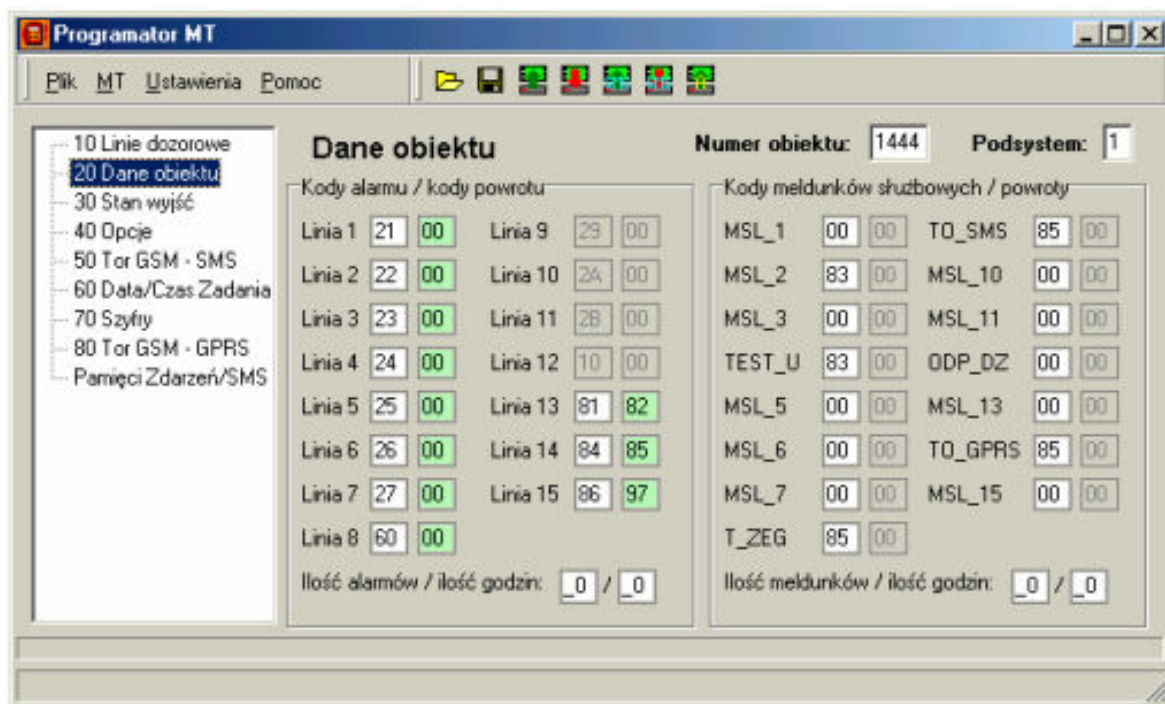 Programator MT
Plik MT Ustawienia Pomoc
10 Linie dozorowe
20 Dane obiektu
30 Stan wyjść
40 Opcje
50 Tor GSM - SMS
60 Data/Czas Zadania
70 Szyfry
80 Tor GSM - GPRS
Pamięci Zdarzeń/SMS
Dane obiektu
Numer obiektu: 1444 Podsystem: 1
Kody alarmu / kody powrotu
Linia 1 21 00 Linia 9 29 00
Linia 2 22 00 Linia 10 2A 00
Linia 3 23 00 Linia 11 2B 00
Linia 4 24 00 Linia 12 10 00
Linia 5 25 00 Linia 13 81 82
Linia 6 26 00 Linia 14 84 85
Linia 7 27 00 Linia 15 86 97
Linia 8 60 00
Ilość alarmów / ilość godzin: _0 / _0
Kody meldunków służbowych / powroty
MSL_1 00 00 TO_SMS 85 00
MSL_2 83 00 MSL_10 00 00
MSL_3 00 00 MSL_11 00 00
TEST_U 83 00 ODP_DZ 00 00
MSL_5 00 00 MSL_13 00 00
MSL_6 00 00 TO_GPRS 85 00
MSL_7 00 00 MSL_15 00 00
T_ZEG 85 00
Ilość meldunków / ilość godzin: _0 / _0